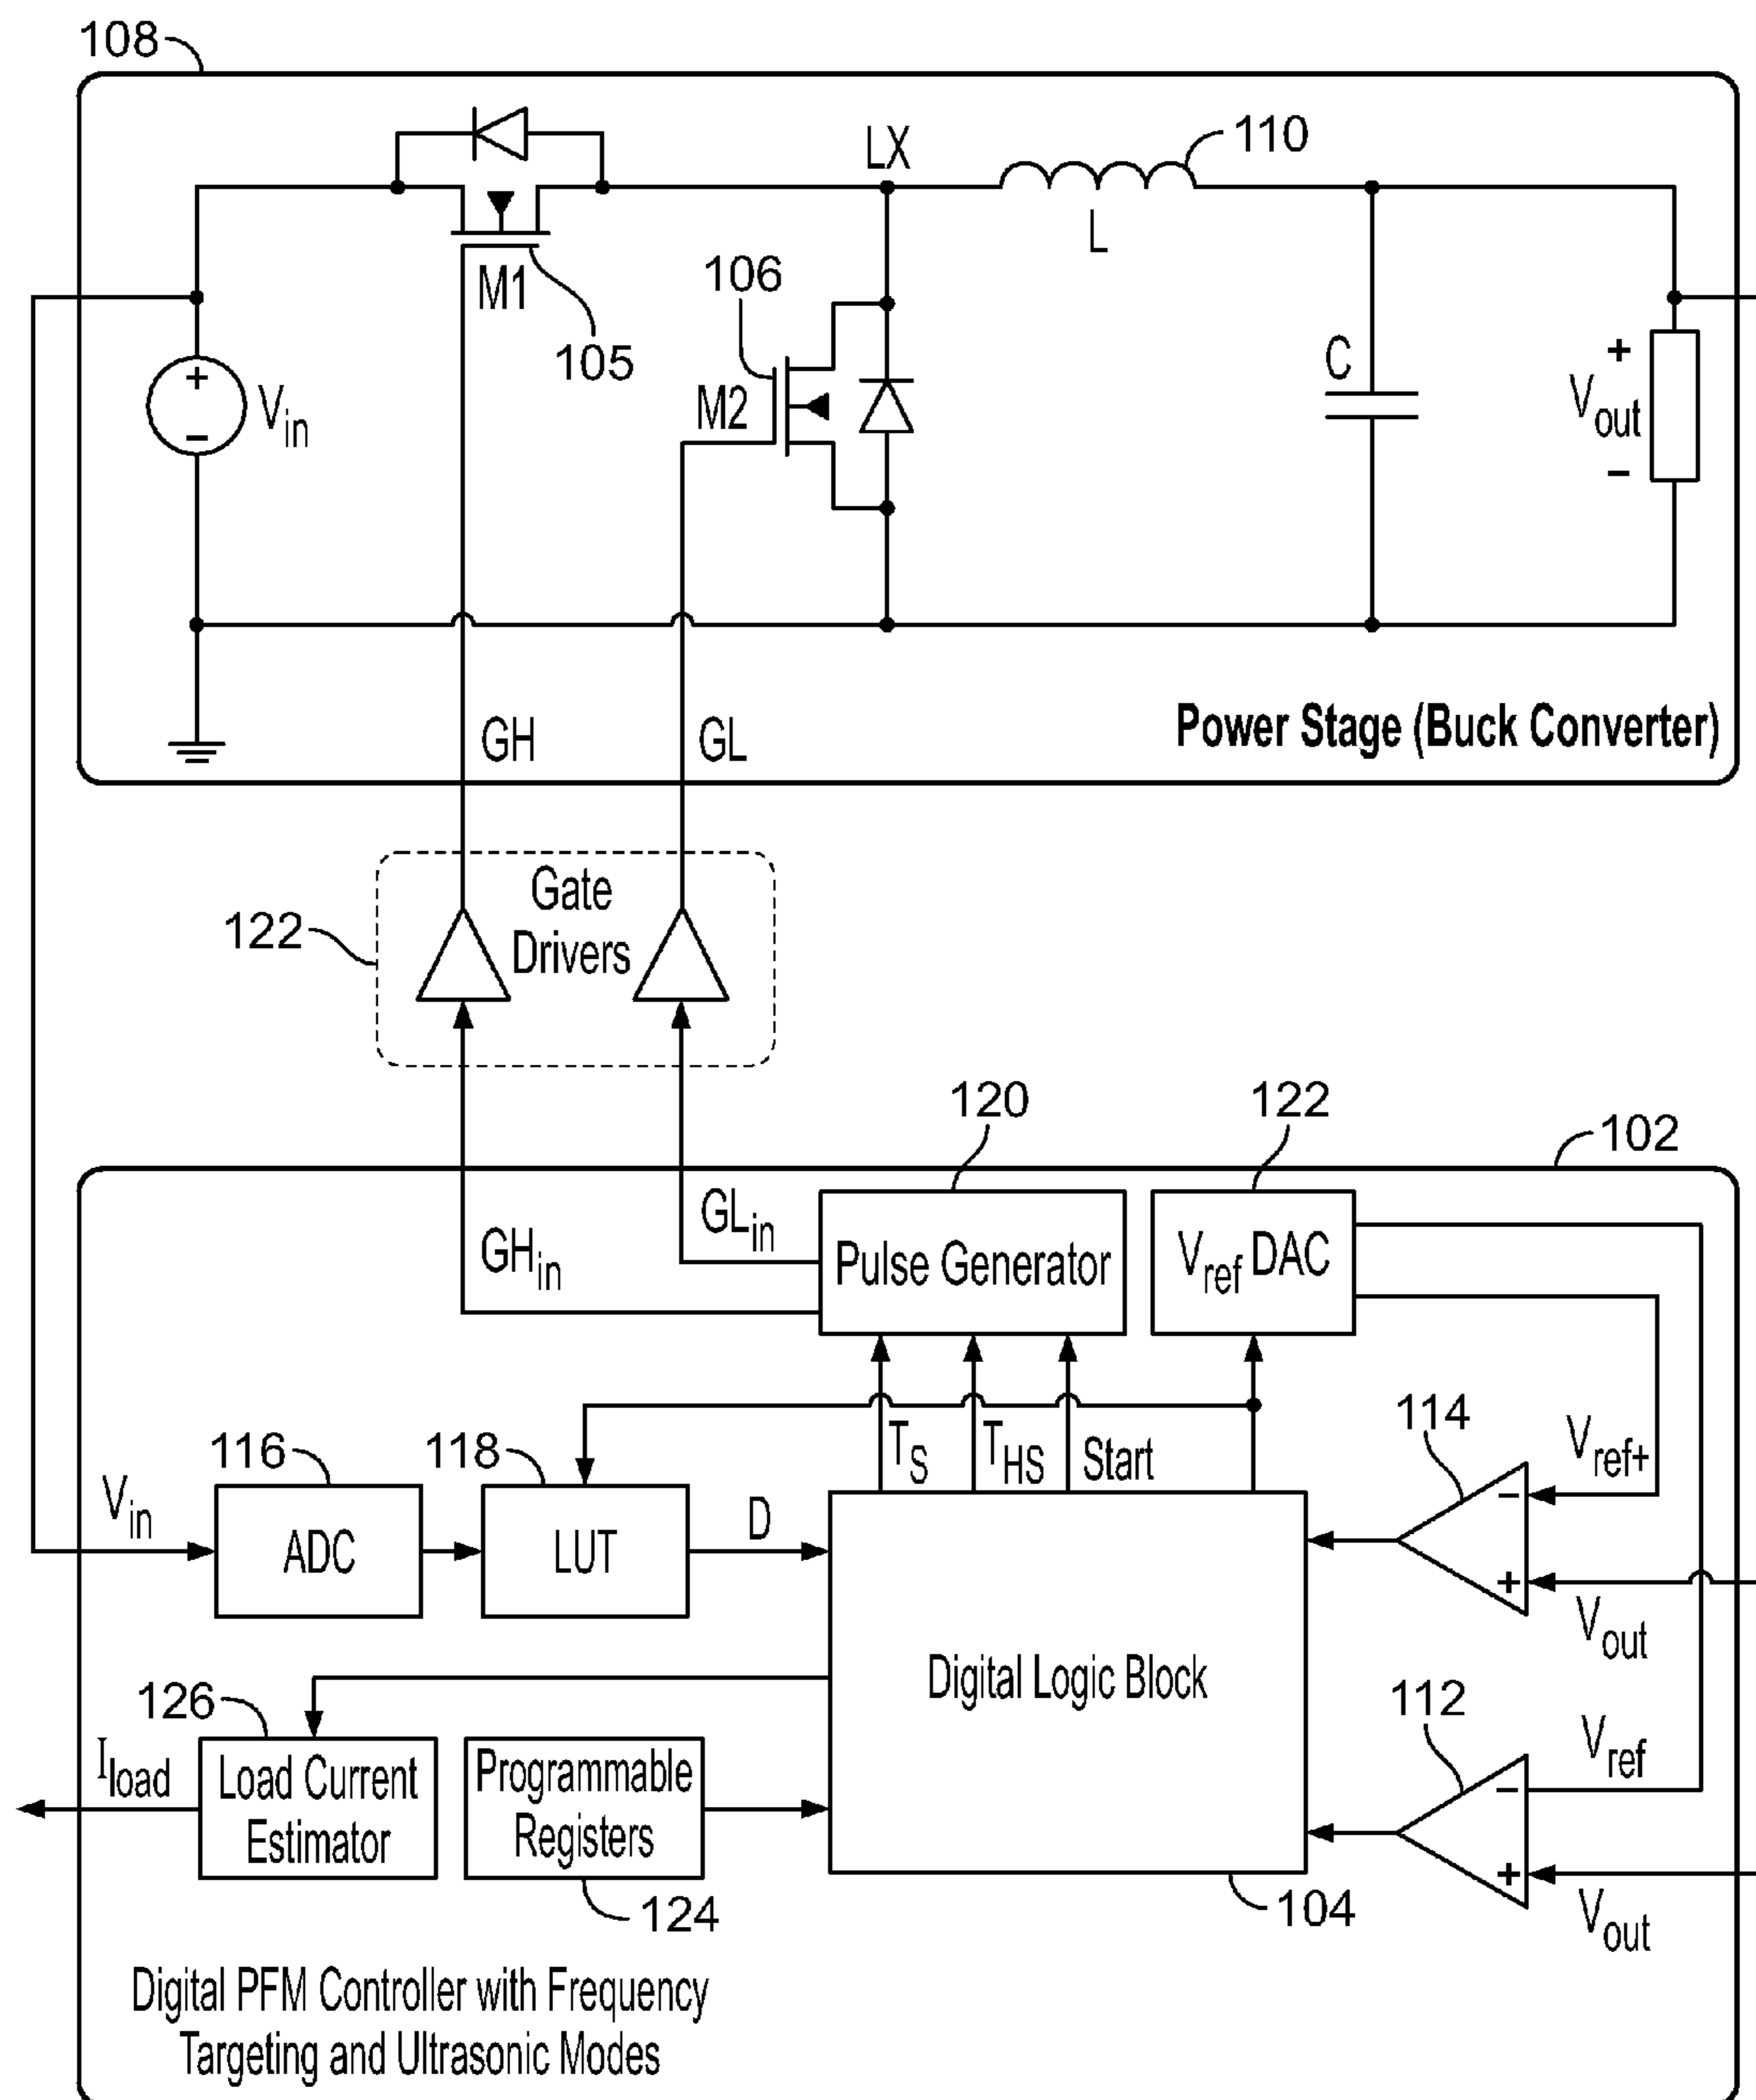 108
LX
110
L
M1
105
106
M2
+
−
Vin
C
+
Vout
−
GH
GL
Power Stage (Buck Converter)
122
Gate
Drivers
120
122
102
GHin
GLin
Pulse Generator
Vref DAC
114
Vref+
116
118
TS
THS
Start
Vin
ADC
LUT
D
−
+
Vout
Digital Logic Block
126
112
Iload
Load Current
Estimator
Programmable
Registers
Vref
−
+
124
104
Vout
Digital PFM Controller with Frequency
Targeting and Ultrasonic Modes